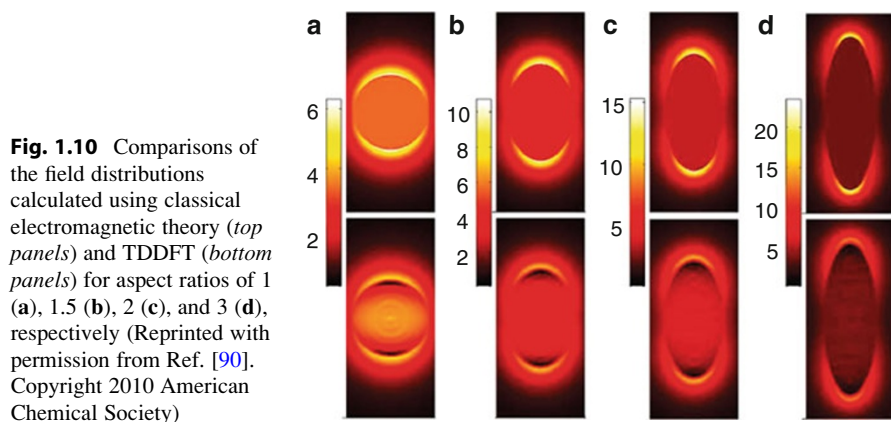 a
b
c
d
6
4
2
10
8
6
4
2
15
10
5
20
15
10
5
Fig. 1.10 Comparisons of
the field distributions
calculated using classical
electromagnetic theory (top
panels) and TDDFT (bottom
panels) for aspect ratios of 1
(a), 1.5 (b), 2 (c), and 3 (d),
respectively (Reprinted with
permission from Ref. [90].
Copyright 2010 American
Chemical Society)